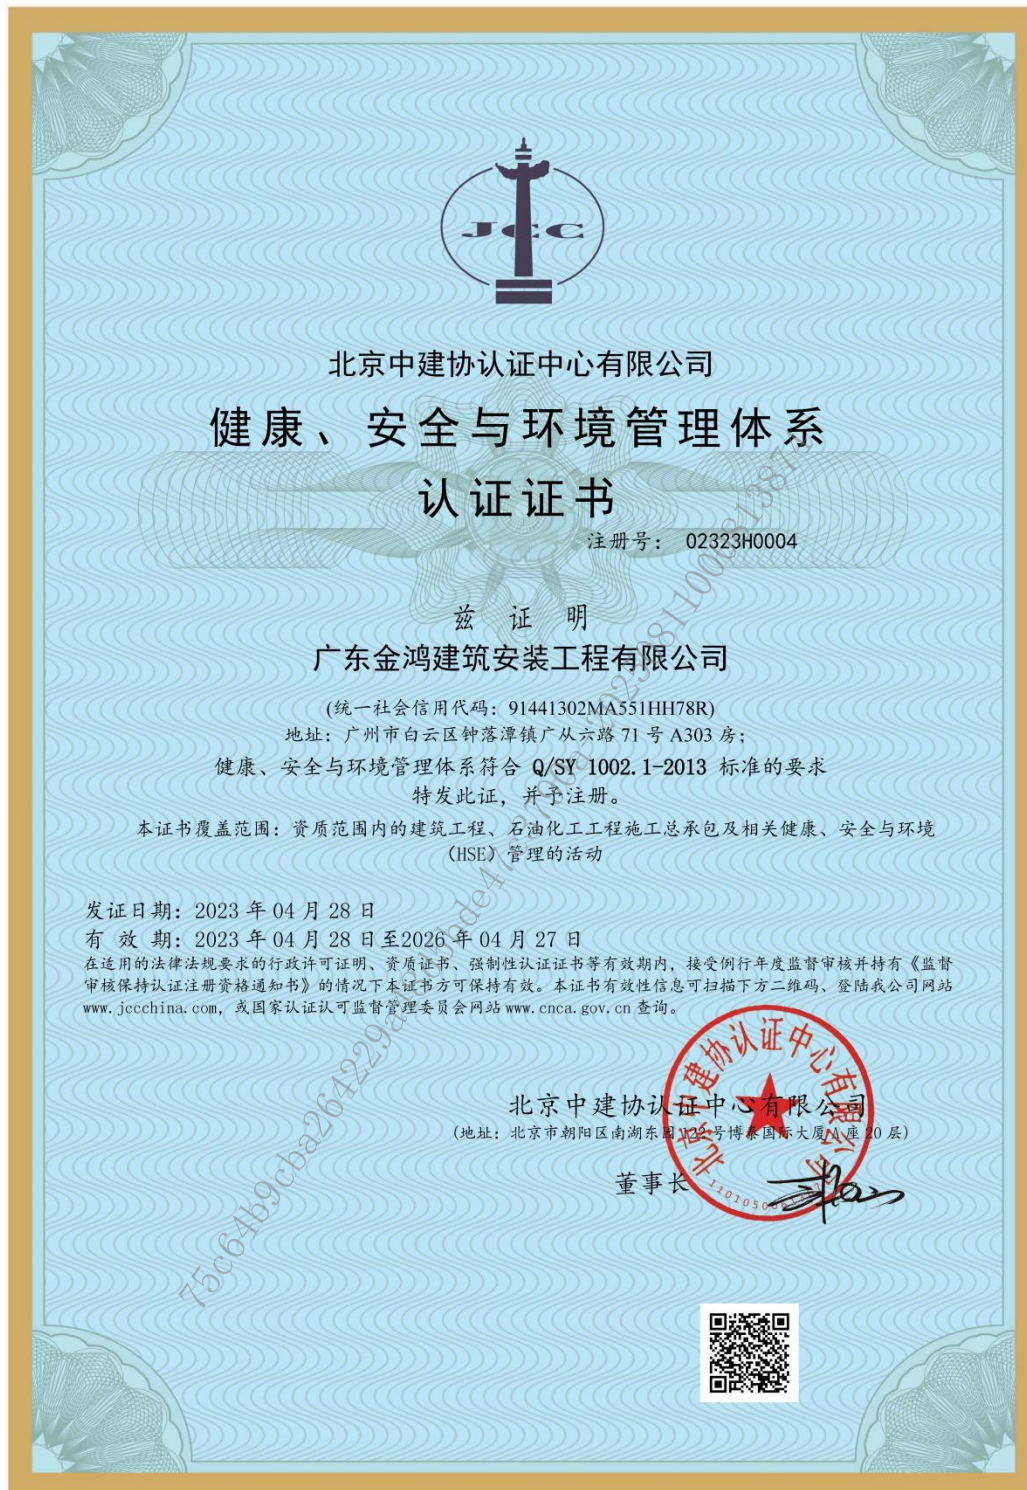 JCC
北京中建协认证中心有限公司
健康、安全与环境管理体系
认证证书
注册号： 02323H0004
兹 证 明
广东金鸿建筑安装工程有限公司
(统一社会信用代码：91441302MA551HH78R)
地址：广州市白云区钟落潭镇广从六路 71 号 A303 房；
健康、安全与环境管理体系符合 Q/SY 1002.1-2013 标准的要求
特发此证，并予注册。
本证书覆盖范围：资质范围内的建筑工程、石油化工工程施工总承包及相关健康、安全与环境
（HSE）管理的活动
发证日期：2023 年 04 月 28 日
有 效 期：2023 年 04 月 28 日至2026 年 04 月 27 日
在适用的法律法规要求的行政许可证明、资质证书、强制性认证证书等有效期内，接受例行年度监督审核并持有《监督
审核保持认证注册资格通知书》的情况下本证书方可保持有效。本证书有效性信息可扫描下方二维码、登陆我公司网站
www.jccchina.com，或国家认证认可监督管理委员会网站 www.cnca.gov.cn 查询。
北京中建协认证中心有限公司
(地址：北京市朝阳区南湖东园 122 号博泰国际大厦 A 座 20 层)
董事长
北京中建协认证中心有限公司